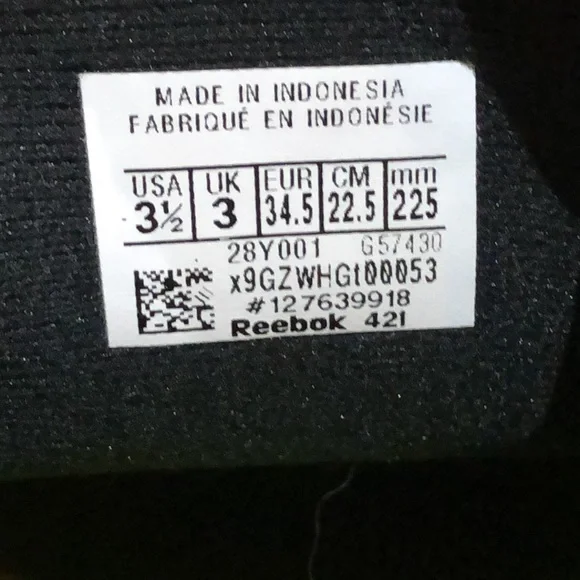 MADE IN INDONESIA
FABRIQUÉ EN INDONÉSIE
USA UK EUR CM mm
3½ 3 34.5 22.5 225
28Y001 G57430
x9GZWHGt00053
#127639918
Reebok 42I